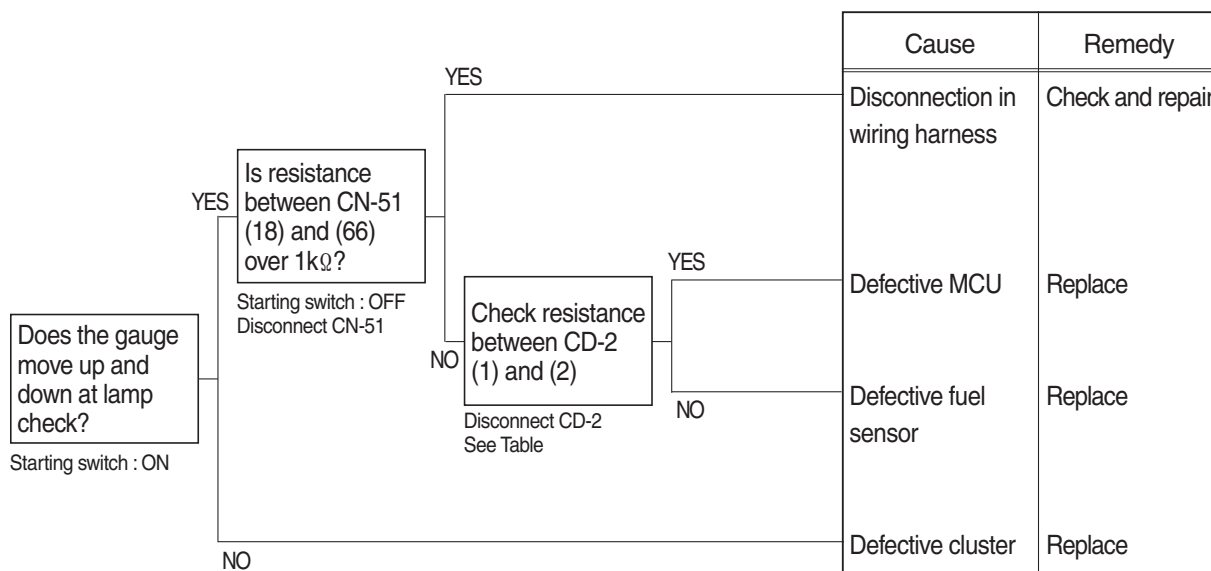 Cause Remedy
YES
Disconnection in Check and repair
wiring harness
Is resistance
between CN-51
(18) and (66)
over 1kΩ?
YES
Starting switch : OFF
Disconnect CN-51
YES
Defective MCU Replace
Check resistance
between CD-2
(1) and (2)
NO
Does the gauge
move up and
down at lamp
check?
Starting switch : ON
Disconnect CD-2
See Table
NO
Defective fuel Replace
sensor
NO
Defective cluster Replace